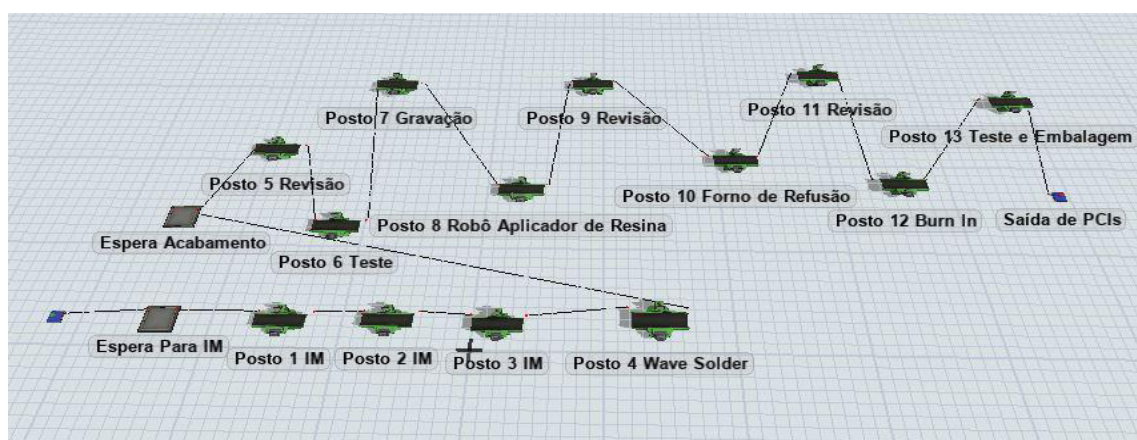 Posto 7 Gravação
Posto 9 Revisão
Posto 11 Revisão
Posto 13 Teste e Embalagem
Posto 5 Revisão
Posto 10 Forno de Refusão
Posto 8 Robô Aplicador de Resina
Posto 12 Burn In
Saída de PCIs
Espera Acabamento
Posto 6 Teste
Espera Para IM
Posto 1 IM
Posto 2 IM
Posto 3 IM
Posto 4 Wave Solder